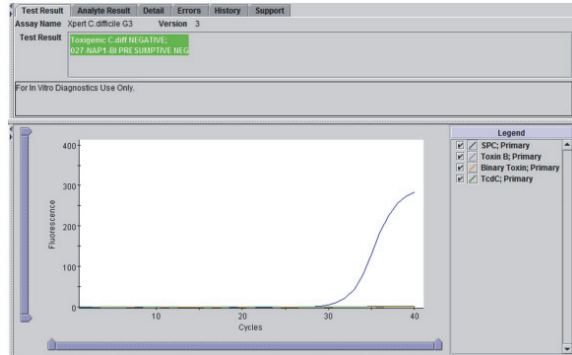 Test Result Analyte Result Detail Errors History Support
Assay Name Xpert C.difficile G3 Version 3
Test Result Toxigenic C.diff NEGATIVE;
027-NAP1-BI PRESUMPTIVE NEG
For In Vitro Diagnostics Use Only.
Legend
SPC; Primary
Toxin B; Primary
Binary Toxin; Primary
TcdC; Primary
400
300
200
100
0
Fluorescence
10 20 30 40
Cycles